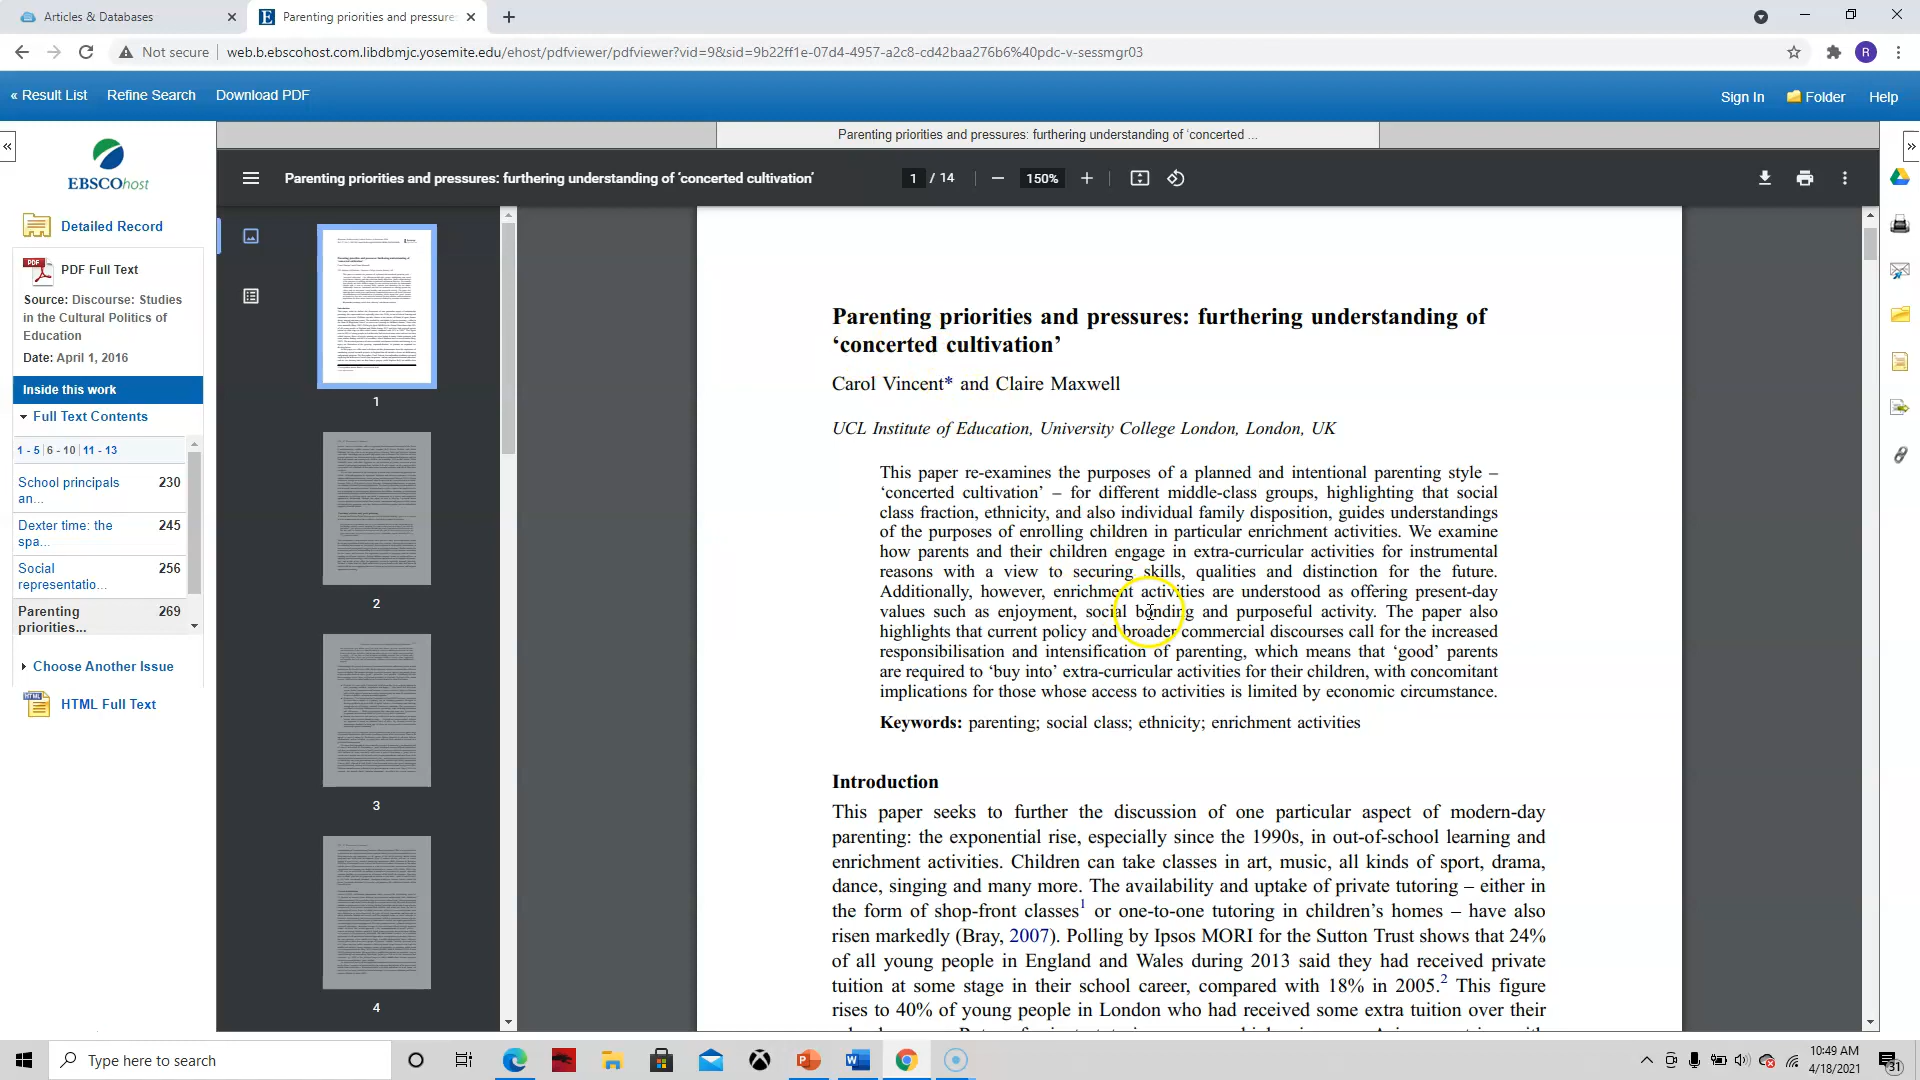 Articles & Databases
Parenting priorities and pressure
Not secure
web.b.ebscohost.com.libdbmjc.yosemite.edu/ehost/pdfviewer/pdfviewer?vid=9&sid=9b22ff1e-07d4-4957-a2c8-cd42baa276b6%40pdc-v-sessmgr03
R
« Result List Refine Search Download PDF
Sign In Folder Help
Parenting priorities and pressures: furthering understanding of 'concerted ...
EBSCOhost
Detailed Record
PDF
PDF Full Text
Source: Discourse: Studies
in the Cultural Politics of
Education
Date: April 1, 2016
Inside this work
Full Text Contents
1 - 5 | 6 - 10 | 11 - 13
School principals 230
an...
Dexter time: the 245
spa...
Social 256
representatio...
Parenting 269
priorities...
Choose Another Issue
HTML
HTML Full Text
Parenting priorities and pressures: furthering understanding of 'concerted cultivation'
1 / 14
150%
1
2
3
4
Parenting priorities and pressures: furthering understanding of
‘concerted cultivation’
Carol Vincent* and Claire Maxwell
UCL Institute of Education, University College London, London, UK
This paper re-examines the purposes of a planned and intentional parenting style –
‘concerted cultivation’ – for different middle-class groups, highlighting that social
class fraction, ethnicity, and also individual family disposition, guides understandings
of the purposes of enrolling children in particular enrichment activities. We examine
how parents and their children engage in extra-curricular activities for instrumental
reasons with a view to securing skills, qualities and distinction for the future.
Additionally, however, enrichment activities are understood as offering present-day
values such as enjoyment, social bonding and purposeful activity. The paper also
highlights that current policy and broader commercial discourses call for the increased
responsibilisation and intensification of parenting, which means that ‘good’ parents
are required to ‘buy into’ extra-curricular activities for their children, with concomitant
implications for those whose access to activities is limited by economic circumstance.
Keywords: parenting; social class; ethnicity; enrichment activities
Introduction
This paper seeks to further the discussion of one particular aspect of modern-day
parenting: the exponential rise, especially since the 1990s, in out-of-school learning and
enrichment activities. Children can take classes in art, music, all kinds of sport, drama,
dance, singing and many more. The availability and uptake of private tutoring – either in
the form of shop-front classes1 or one-to-one tutoring in children’s homes – have also
risen markedly (Bray, 2007). Polling by Ipsos MORI for the Sutton Trust shows that 24%
of all young people in England and Wales during 2013 said they had received private
tuition at some stage in their school career, compared with 18% in 2005.2 This figure
rises to 40% of young people in London who had received some extra tuition over their
Type here to search
10:49 AM
4/18/2021
31